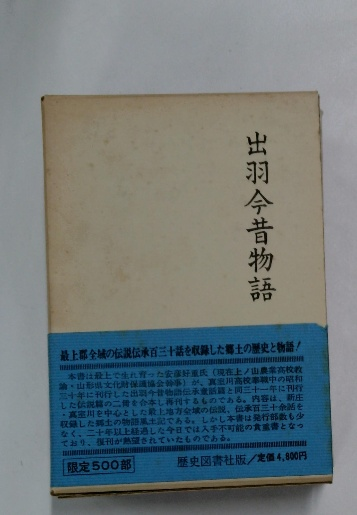 出羽今昔物語
最上郡全域の伝説伝承百三十話を収録した郷土の歴史と物語!
本書は最上で生れ育った安彦好重氏(現在上ノ山農業高校教
諭・山形県文化財保護協会幹事)が、真室川高校奉職中の昭和
三十年に刊行した出羽今昔物語伝承童話篇と同三十一年に刊行
した伝説篇の二冊を合本し再刊するものである。内容は、新庄
・真室川を中心とした最上地方全域の伝説、伝承百三十余話を
収録した郷土の物語風土記である。しかし本書は発行部数も少
なく、二十年以上経過した今日では入手不可能の貴重書となっ
ており、復刊が熱望されていたものである。
限定500部
歴史図書社版/定価4,800円